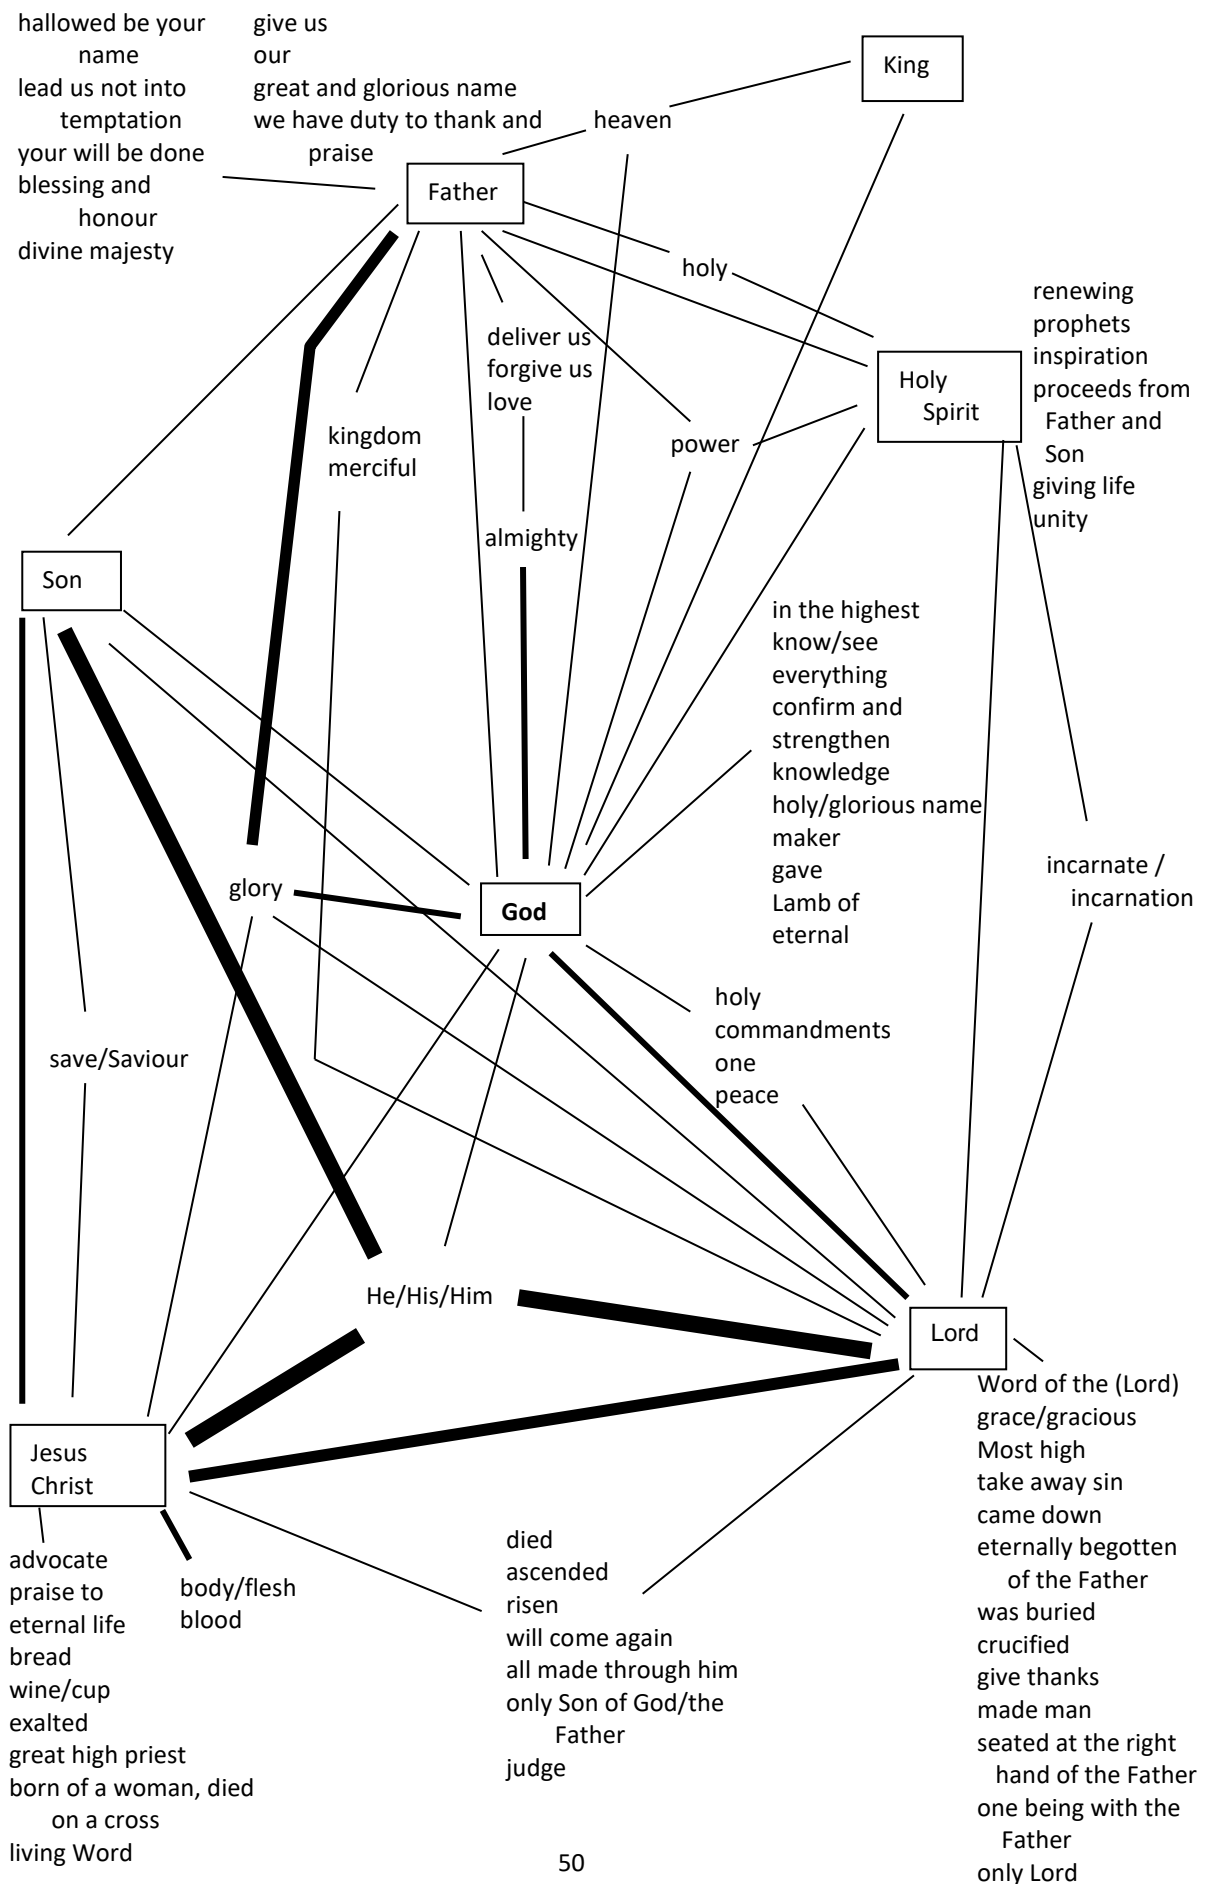 hallowed be your
name
lead us not into
temptation
your will be done
blessing and
honour
divine majesty
give us
our
great and glorious name
we have duty to thank and
praise
heaven
King
Father
holy
renewing
prophets
inspiration
proceeds from
Father and
Son
giving life
unity
Holy
Spirit
deliver us
forgive us
love
kingdom
merciful
power
almighty
Son
in the highest
know/see
everything
confirm and
strengthen
knowledge
holy/glorious name
maker
gave
Lamb of
eternal
incarnate /
incarnation
glory
God
holy
commandments
one
peace
save/Saviour
He/His/Him
Lord
Word of the (Lord)
grace/gracious
Most high
take away sin
came down
eternally begotten
of the Father
was buried
crucified
give thanks
made man
seated at the right
hand of the Father
one being with the
Father
only Lord
Jesus
Christ
advocate
praise to
eternal life
bread
wine/cup
exalted
great high priest
born of a woman, died
on a cross
living Word
body/flesh
blood
died
ascended
risen
will come again
all made through him
only Son of God/the
Father
judge
50